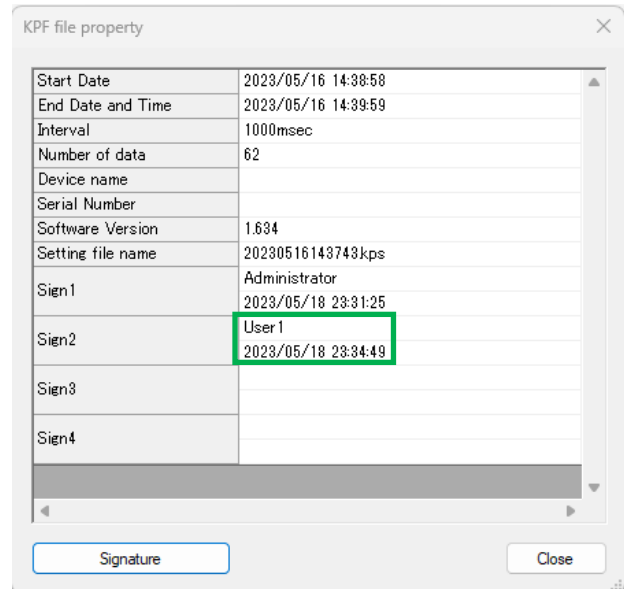 KPF file property
Start Date 2023/05/16 14:38:58
End Date and Time 2023/05/16 14:39:59
Interval 1000msec
Number of data 62
Device name
Serial Number
Software Version 1.634
Setting file name 20230516143743.kps
Sign1 Administrator
2023/05/18 23:31:25
Sign2 User1
2023/05/18 23:34:49
Sign3
Sign4
Signature Close